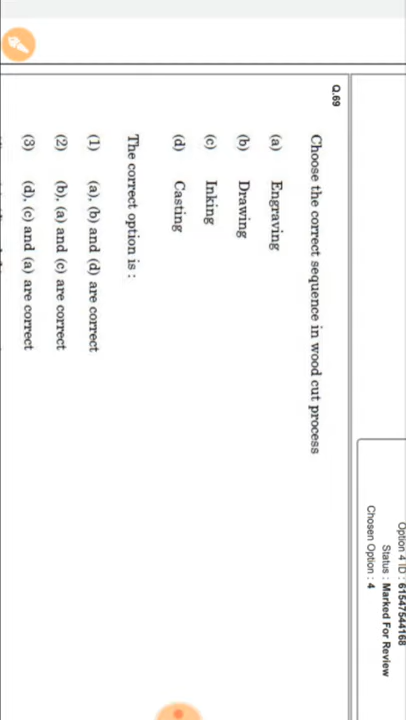 Option 4 ID : 61547544168
Status : Marked For Review
Chosen Option : 4
Q.69
Choose the correct sequence in wood cut process
(a) Engraving
(b) Drawing
(c) Inking
(d) Casting
The correct option is :
(1) (a), (b) and (d) are correct
(2) (b), (a) and (c) are correct
(3) (d), (c) and (a) are correct